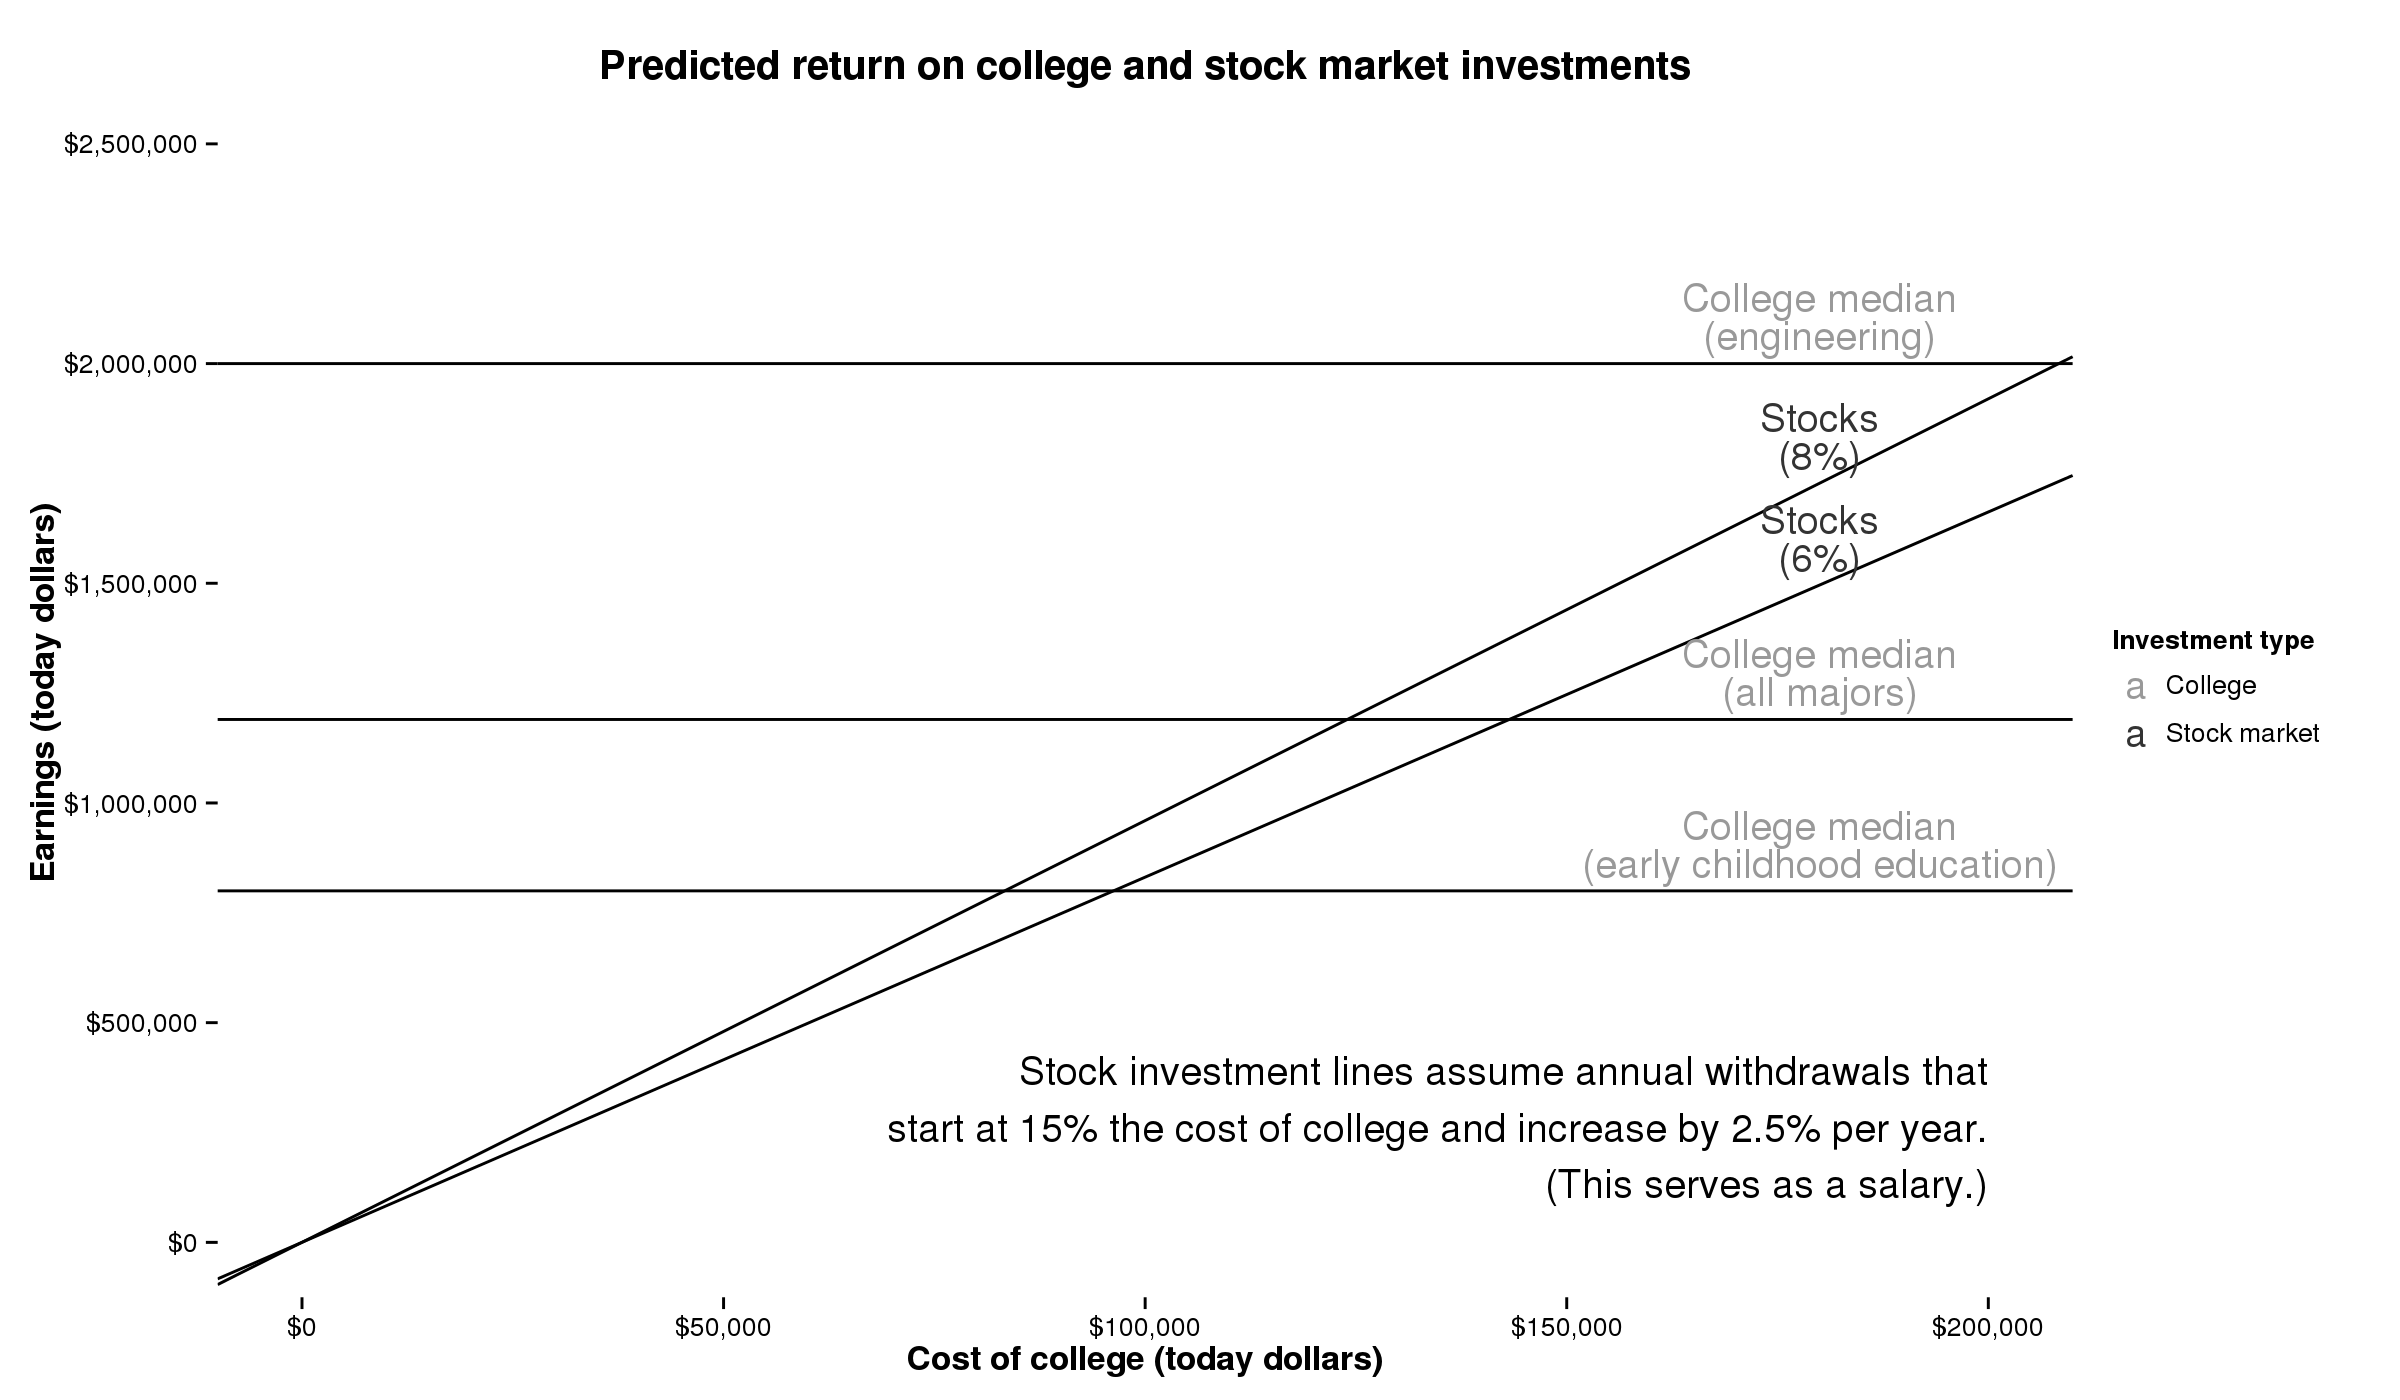 Predicted return on college and stock market investments
$2,500,000
$2,000,000
$1,500,000
$1,000,000
$500,000
$0
Earnings (today dollars)
College median
(engineering)
Stocks
(8%)
Stocks
(6%)
College median
(all majors)
College median
(early childhood education)
Stock investment lines assume annual withdrawals that
start at 15% the cost of college and increase by 2.5% per year.
(This serves as a salary.)
Investment type
a College
a Stock market
$0 $50,000 $100,000 $150,000 $200,000
Cost of college (today dollars)